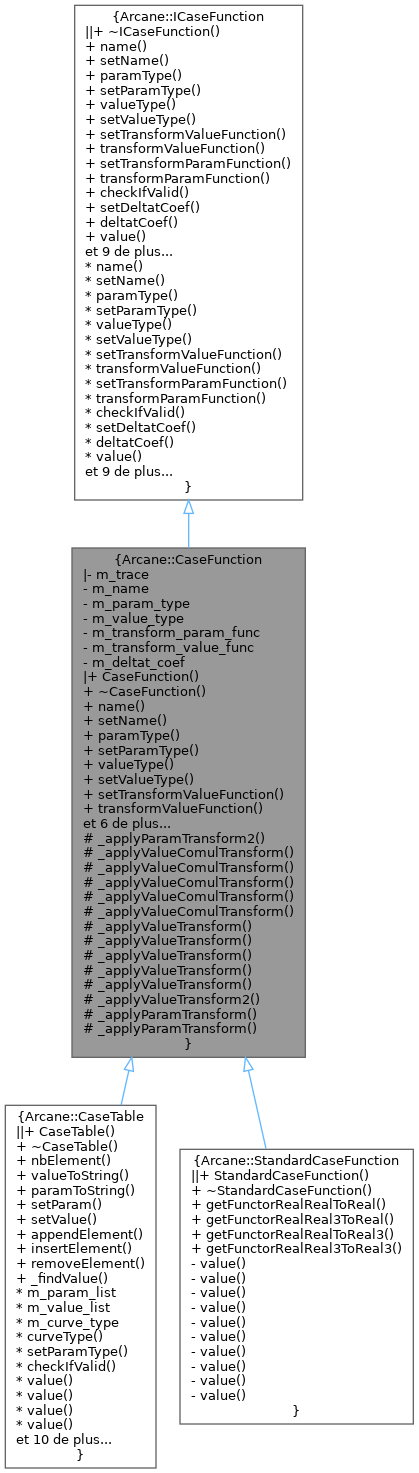 {Arcane::ICaseFunction
||+ ~ICaseFunction()
+ name()
+ setName()
+ paramType()
+ setParamType()
+ valueType()
+ setValueType()
+ setTransformValueFunction()
+ transformValueFunction()
+ setTransformParamFunction()
+ transformParamFunction()
+ checkIfValid()
+ setDeltatCoef()
+ deltatCoef()
+ value()
et 9 de plus...
* name()
* setName()
* paramType()
* setParamType()
* valueType()
* setValueType()
* setTransformValueFunction()
* transformValueFunction()
* setTransformParamFunction()
* transformParamFunction()
* checkIfValid()
* setDeltatCoef()
* deltatCoef()
* value()
et 9 de plus...
}
{Arcane::CaseFunction
|- m_trace
- m_name
- m_param_type
- m_value_type
- m_transform_param_func
- m_transform_value_func
- m_deltat_coef
|+ CaseFunction()
+ ~CaseFunction()
+ name()
+ setName()
+ paramType()
+ setParamType()
+ valueType()
+ setValueType()
+ setTransformValueFunction()
+ transformValueFunction()
et 6 de plus...
# _applyParamTransform2()
# _applyValueComulTransform()
# _applyValueComulTransform()
# _applyValueComulTransform()
# _applyValueComulTransform()
# _applyValueComulTransform()
# _applyValueTransform()
# _applyValueTransform()
# _applyValueTransform()
# _applyValueTransform()
# _applyValueTransform()
# _applyValueTransform2()
# _applyParamTransform()
# _applyParamTransform()
}
{Arcane::CaseTable
||+ CaseTable()
+ ~CaseTable()
+ nbElement()
+ valueToString()
+ paramToString()
+ setParam()
+ setValue()
+ appendElement()
+ insertElement()
+ removeElement()
+ _findValue()
* m_param_list
* m_value_list
* m_curve_type
* curveType()
* setParamType()
* checkIfValid()
* value()
* value()
* value()
* value()
et 10 de plus...
}
{Arcane::StandardCaseFunction
||+ StandardCaseFunction()
+ ~StandardCaseFunction()
+ getFunctorRealRealToReal()
+ getFunctorRealReal3ToReal()
+ getFunctorRealRealToReal3()
+ getFunctorRealReal3ToReal3()
- value()
- value()
- value()
- value()
- value()
- value()
- value()
- value()
- value()
- value()
}